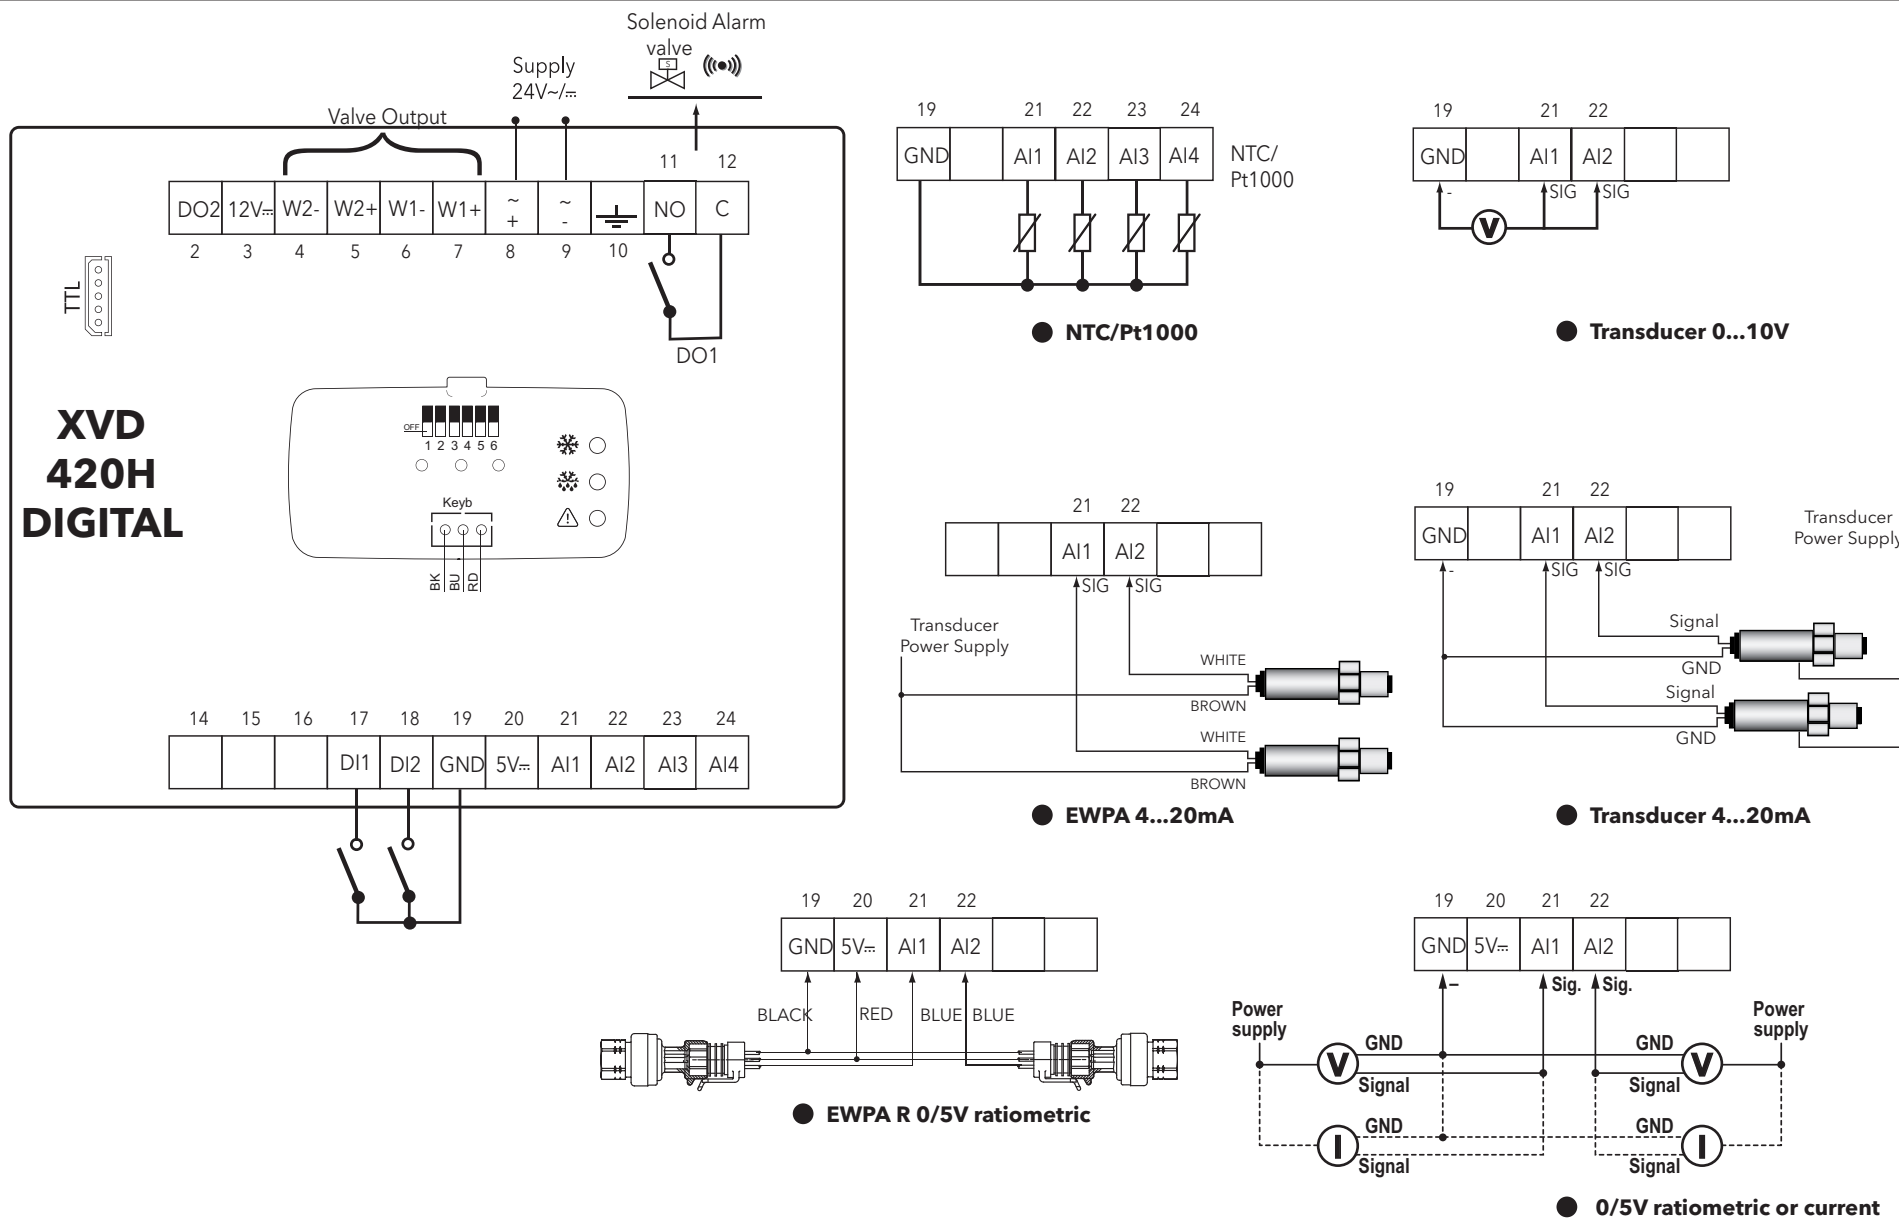 Solenoid Alarm
valve
S
Supply
24V~/⎓
Valve Output
11 12
DO2 12V⎓ W2- W2+ W1- W1+ ~ + ~ - NO C
2 3 4 5 6 7 8 9 10
TTL
DO1
XVD
420H
DIGITAL
OFF
1 2 3 4 5 6
Keyb
BK BU RD
14 15 16 17 18 19 20 21 22 23 24
DI1 DI2 GND 5V⎓ AI1 AI2 AI3 AI4
19 21 22 23 24
GND AI1 AI2 AI3 AI4
NTC/
Pt1000
● NTC/Pt1000
19 21 22
GND AI1 AI2
- SIG SIG
V
● Transducer 0...10V
21 22
AI1 AI2
SIG SIG
Transducer
Power Supply
WHITE
BROWN
WHITE
BROWN
● EWPA 4...20mA
19 21 22
GND AI1 AI2
- SIG SIG
Transducer
Power Supply
Signal
GND
Signal
GND
● Transducer 4...20mA
19 20 21 22
GND 5V⎓ AI1 AI2
BLACK RED BLUE BLUE
● EWPA R 0/5V ratiometric
19 20 21 22
GND 5V⎓ AI1 AI2
– Sig. Sig.
Power
supply
Power
supply
V GND GND V
Signal Signal
I GND GND I
Signal Signal
● 0/5V ratiometric or current